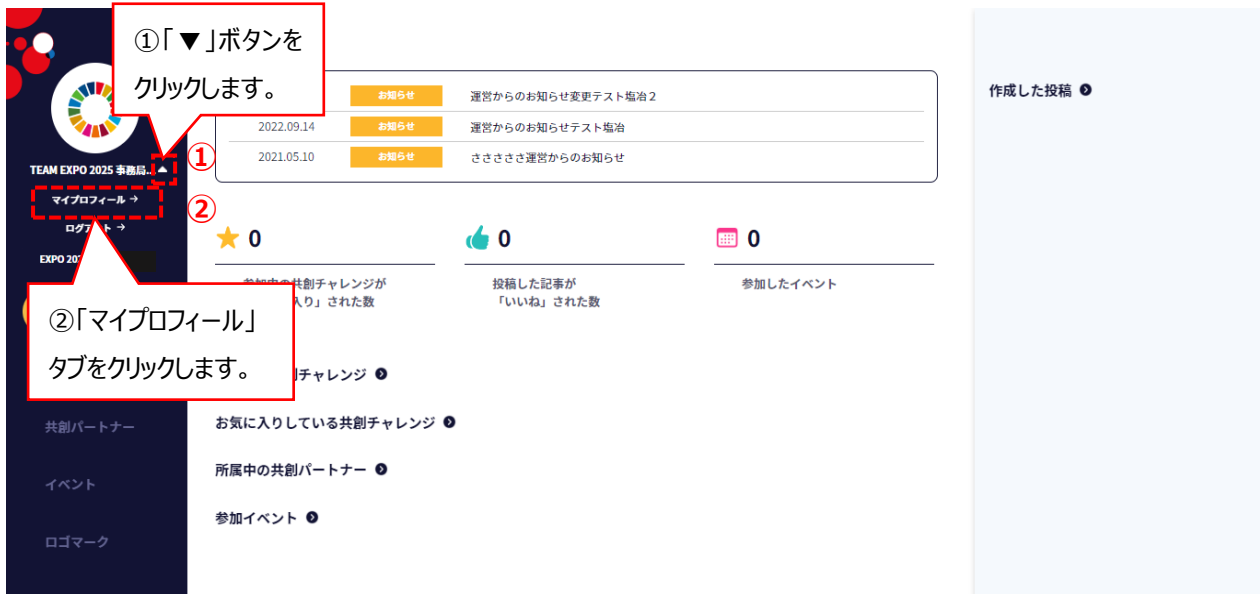 ①「▼」ボタンを
クリックします。
お知らせ
運営からのお知らせ変更テスト塩冶2
2022.09.14
お知らせ
運営からのお知らせテスト塩冶
2021.05.10
お知らせ
さささささ運営からのお知らせ
作成した投稿
TEAM EXPO 2025 事務局...
①
マイプロフィール →
②
EXPO 20
0
0
0
チャレンジが
入り」された数
投稿した記事が
「いいね」された数
参加したイベント
②「マイプロフィール」
タブをクリックします。
チャレンジ
共創パートナー
お気に入りしている共創チャレンジ
所属中の共創パートナー
イベント
参加イベント
ロゴマーク